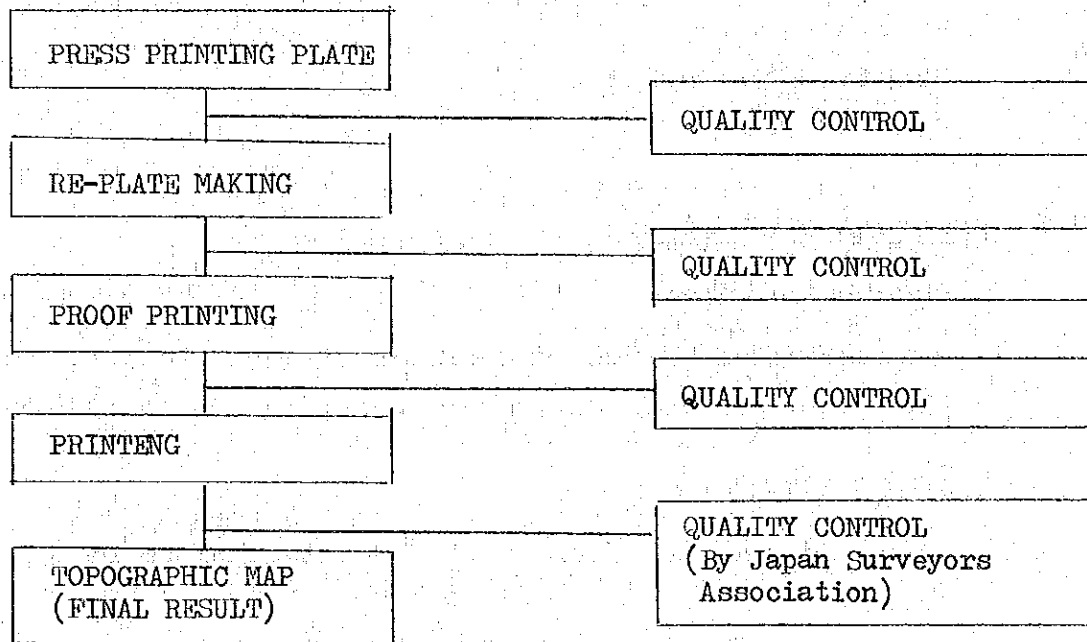 PRESS PRINTING PLATE
QUALITY CONTROL
RE-PLATE MAKING
QUALITY CONTROL
PROOF PRINTING
QUALITY CONTROL
PRINTENG
QUALITY CONTROL
(By Japan Surveyors
Association)
TOPOGRAPHIC MAP
(FINAL RESULT)